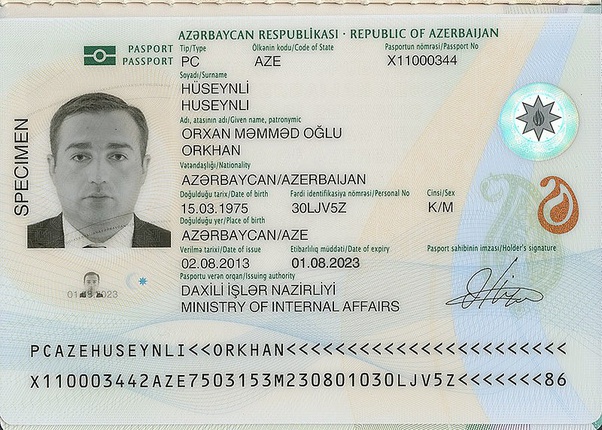 AZƏRBAYCAN RESPUBLİKASI · REPUBLIC OF AZERBAIJAN
PASPORT
PASSPORT
Tip/Type
Ölkənin kodu/Code of State
Pasportun nömrəsi/Passport No
PC
AZE
X11000344
Soyadı/Surname
HÜSEYNLİ
HUSEYNLI
Adı, atasının adı/Given name, patronymic
ORXAN MƏMMƏD OĞLU
ORKHAN
Vətəndaşlığı/Nationality
AZƏRBAYCAN/AZERBAIJAN
Doğulduğu tarix/Date of birth
Fərdi identifikasiya nömrəsi/Personal No
Cinsi/Sex
15.03.1975
30LJV5Z
K/M
Doğulduğu yer/Place of birth
AZƏRBAYCAN/AZE
Verilmə tarixi/Date of issue
Etibarlılıq müddəti/Date of expiry
Pasport sahibinin imzası/Holder's signature
02.08.2013
01.08.2023
Pasportu verən orqan/Issuing authority
DAXİLİ İŞLƏR NAZİRLİYİ
MINISTRY OF INTERNAL AFFAIRS
SPECIMEN
PCAZEHUSEYNLI<<ORKHAN<<<<<<<<<<<<<<<<<<<<<<<
X110003442AZE7503153M230801030LJV5Z<<<<<<<86